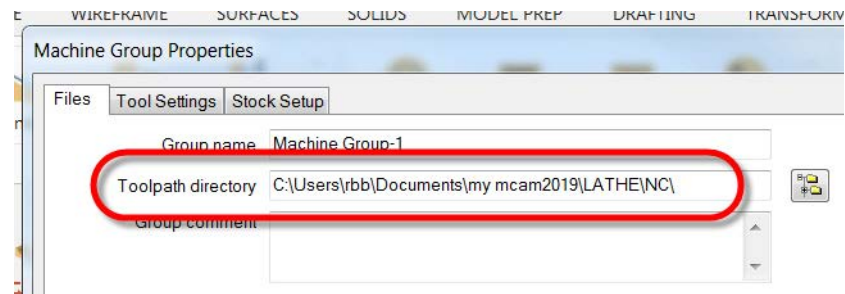 WIREFRAME SURFACES SOLIDS MODEL PREP DRAFTING TRANSFORM
Machine Group Properties
Files Tool Settings Stock Setup
Group name Machine Group-1
Toolpath directory C:\Users\rbb\Documents\my mcam2019\LATHE\NC\
Group comment